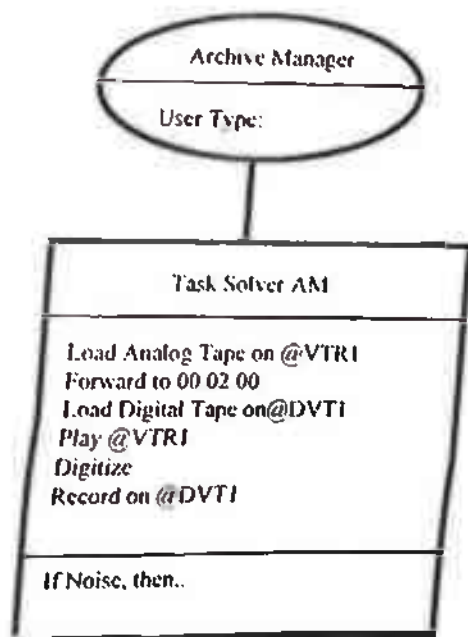 Archive Manager
User Type:
Task Solver AM
Load Analog Tape on @VTR1
Forward to 00 02 00
Load Digital Tape on@DVT1
Play @VTR1
Digitize
Record on @DVT1
If Noise, then..